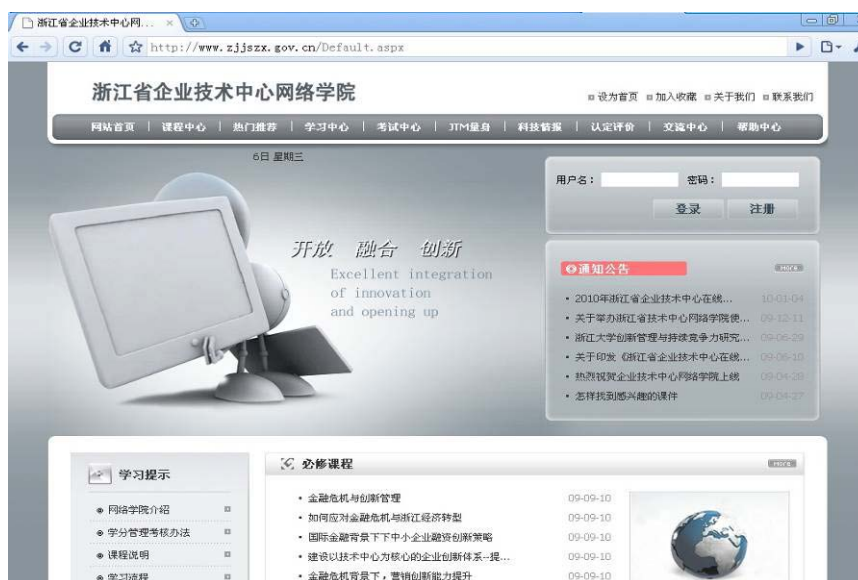 浙江省企业技术中心网...
http://www.zjjszx.gov.cn/Default.aspx
浙江省企业技术中心网络学院
设为首页 加入收藏 关于我们 联系我们
网站首页 | 课程中心 | 热门推荐 | 学习中心 | 考试中心 | JTM量身 | 科技情报 | 认定评价 | 交流中心 | 帮助中心
6日 星期三
用户名： 密码：
登录 注册
开放 融合 创新
Excellent integration
of innovation
and opening up
通知公告 more
• 2010年浙江省企业技术中心在线... 10-01-04
• 关于举办浙江省技术中心网络学院使... 09-12-11
• 浙江大学创新管理与持续竞争力研究... 09-06-29
• 关于印发《浙江省企业技术中心在线... 09-06-10
• 热烈祝贺企业技术中心网络学院上线 09-04-28
• 怎样找到感兴趣的课件 09-04-27
学习提示
网络学院介绍
学分管理考核办法
课程说明
学习流程
必修课程 more
• 金融危机与创新管理 09-09-10
• 如何应对金融危机与浙江经济转型 09-09-10
• 国际金融背景下下中小企业融资创新策略 09-09-10
• 建设以技术中心为核心的企业创新体系--提... 09-09-10
• 金融危机背景下，营销创新能力提升 09-09-10